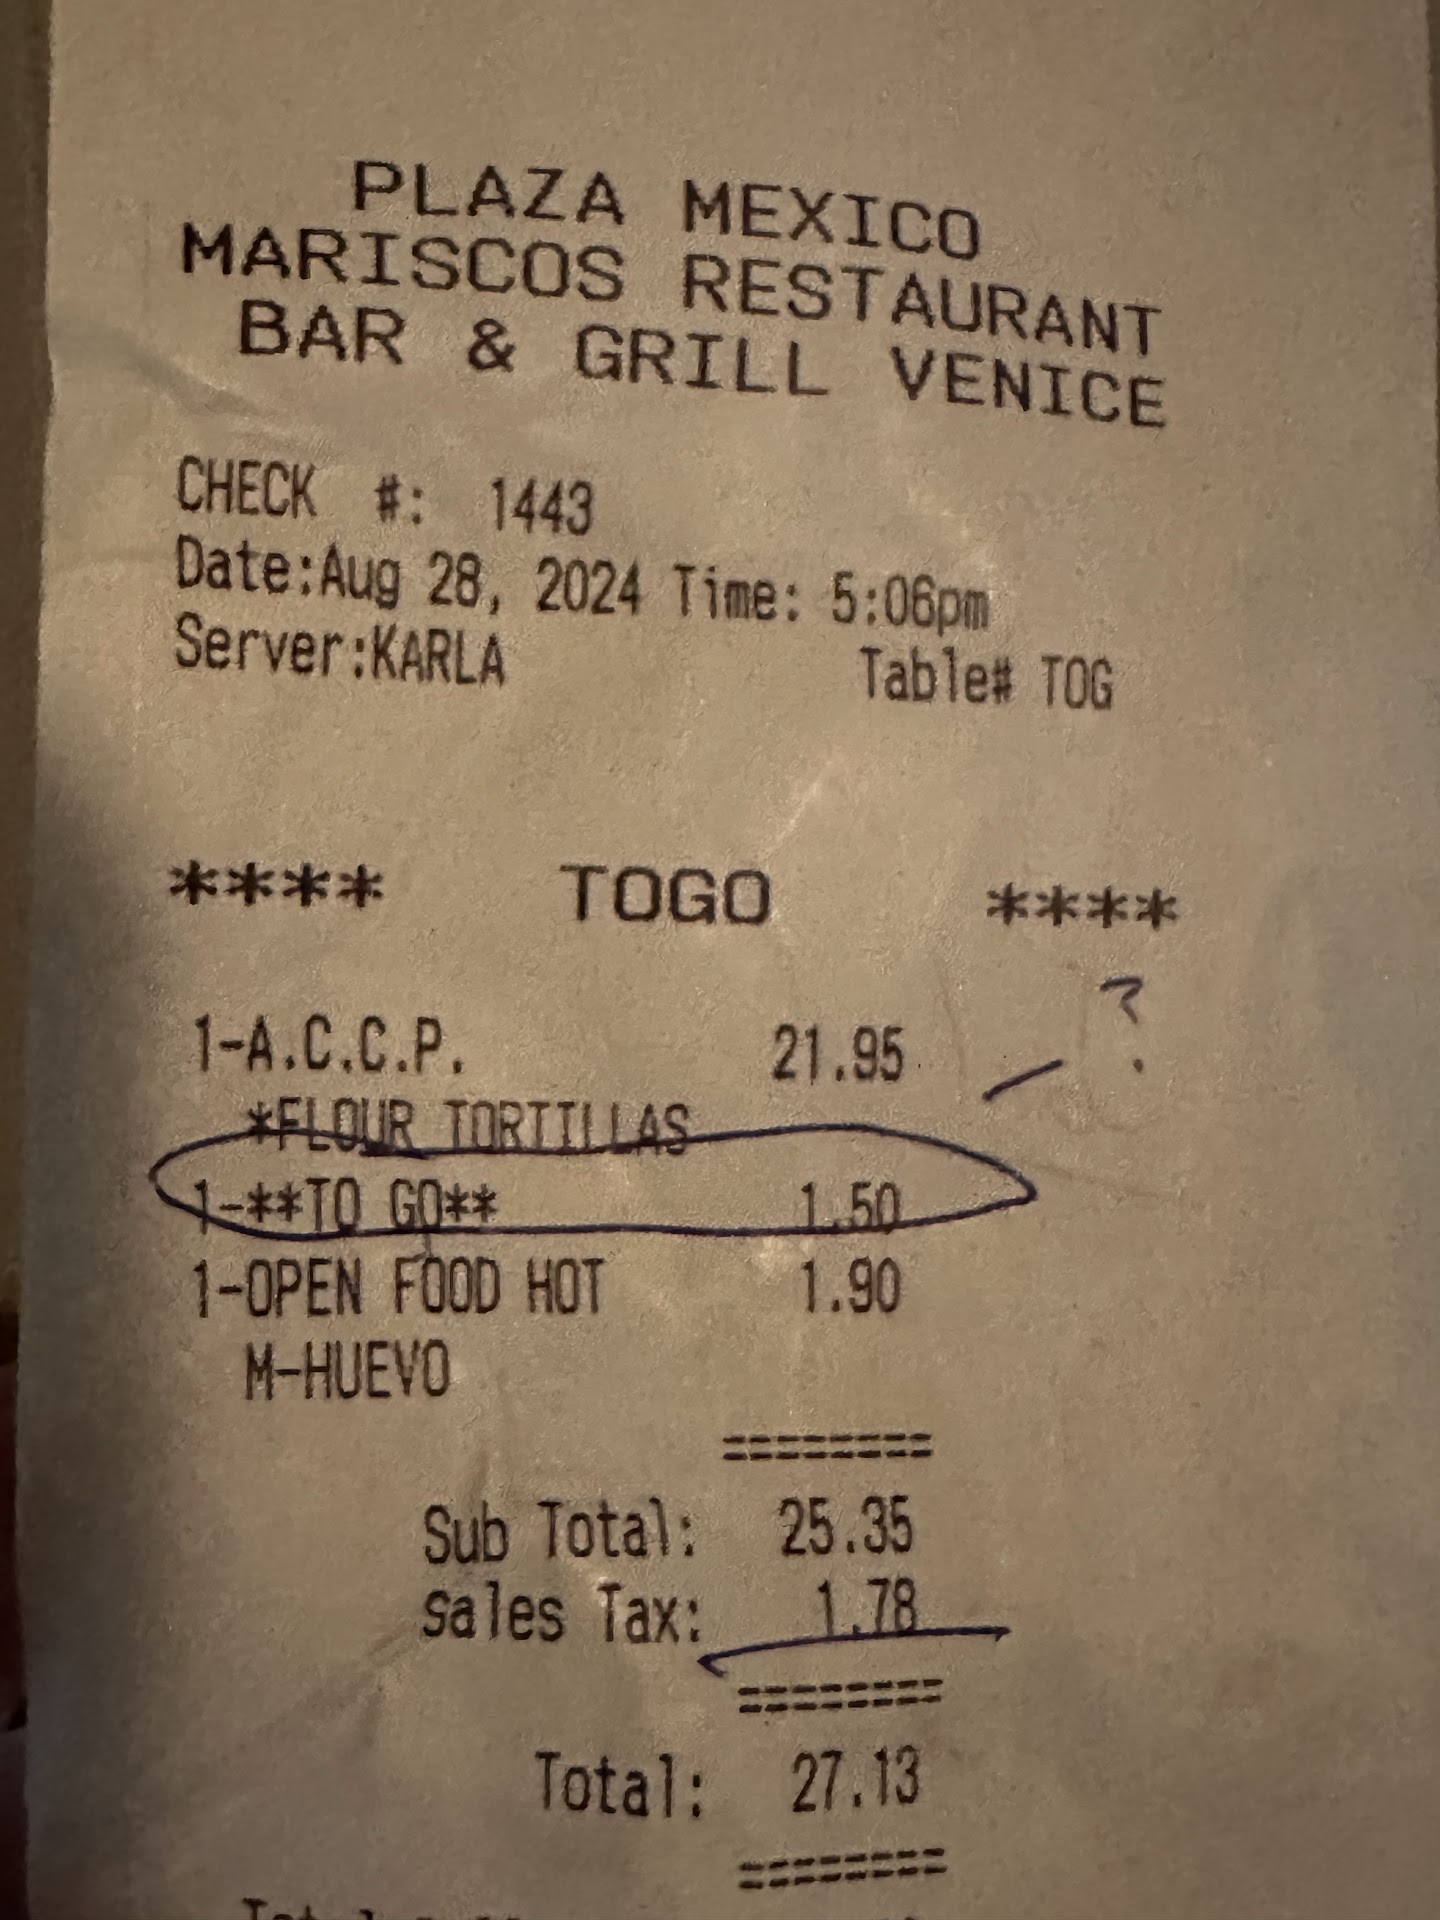 PLAZA MEXICO
MARISCOS RESTAURANT
BAR & GRILL VENICE
CHECK #: 1443
Date:Aug 28, 2024 Time: 5:06pm
Server:KARLA Table# TOG
**** TOGO ****
?
1-A.C.C.P. 21.95
*FLOUR TORTILLAS
1-**TO GO** 1.50
1-OPEN FOOD HOT 1.90
M-HUEVO
========
Sub Total: 25.35
Sales Tax: 1.78
========
Total: 27.13
========